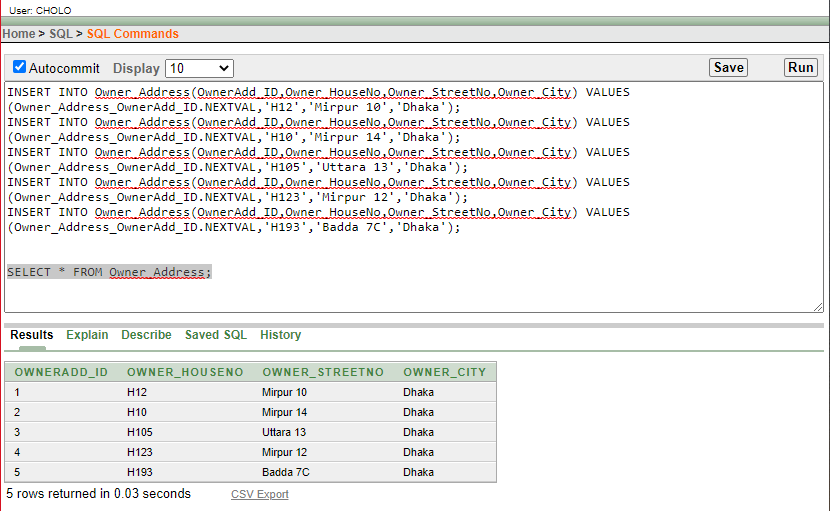 User: CHOLO
Home > SQL > SQL Commands
Autocommit Display 10 Save Run
INSERT INTO Owner_Address(OwnerAdd_ID,Owner_HouseNo,Owner_StreetNo,Owner_City) VALUES
(Owner_Address_OwnerAdd_ID.NEXTVAL,'H12','Mirpur 10','Dhaka');
INSERT INTO Owner_Address(OwnerAdd_ID,Owner_HouseNo,Owner_StreetNo,Owner_City) VALUES
(Owner_Address_OwnerAdd_ID.NEXTVAL,'H10','Mirpur 14','Dhaka');
INSERT INTO Owner_Address(OwnerAdd_ID,Owner_HouseNo,Owner_StreetNo,Owner_City) VALUES
(Owner_Address_OwnerAdd_ID.NEXTVAL,'H105','Uttara 13','Dhaka');
INSERT INTO Owner_Address(OwnerAdd_ID,Owner_HouseNo,Owner_StreetNo,Owner_City) VALUES
(Owner_Address_OwnerAdd_ID.NEXTVAL,'H123','Mirpur 12','Dhaka');
INSERT INTO Owner_Address(OwnerAdd_ID,Owner_HouseNo,Owner_StreetNo,Owner_City) VALUES
(Owner_Address_OwnerAdd_ID.NEXTVAL,'H193','Badda 7C','Dhaka');
SELECT * FROM Owner_Address;
Results Explain Describe Saved SQL History
OWNERADD_ID OWNER_HOUSENO OWNER_STREETNO OWNER_CITY
1 H12 Mirpur 10 Dhaka
2 H10 Mirpur 14 Dhaka
3 H105 Uttara 13 Dhaka
4 H123 Mirpur 12 Dhaka
5 H193 Badda 7C Dhaka
5 rows returned in 0.03 seconds CSV Export